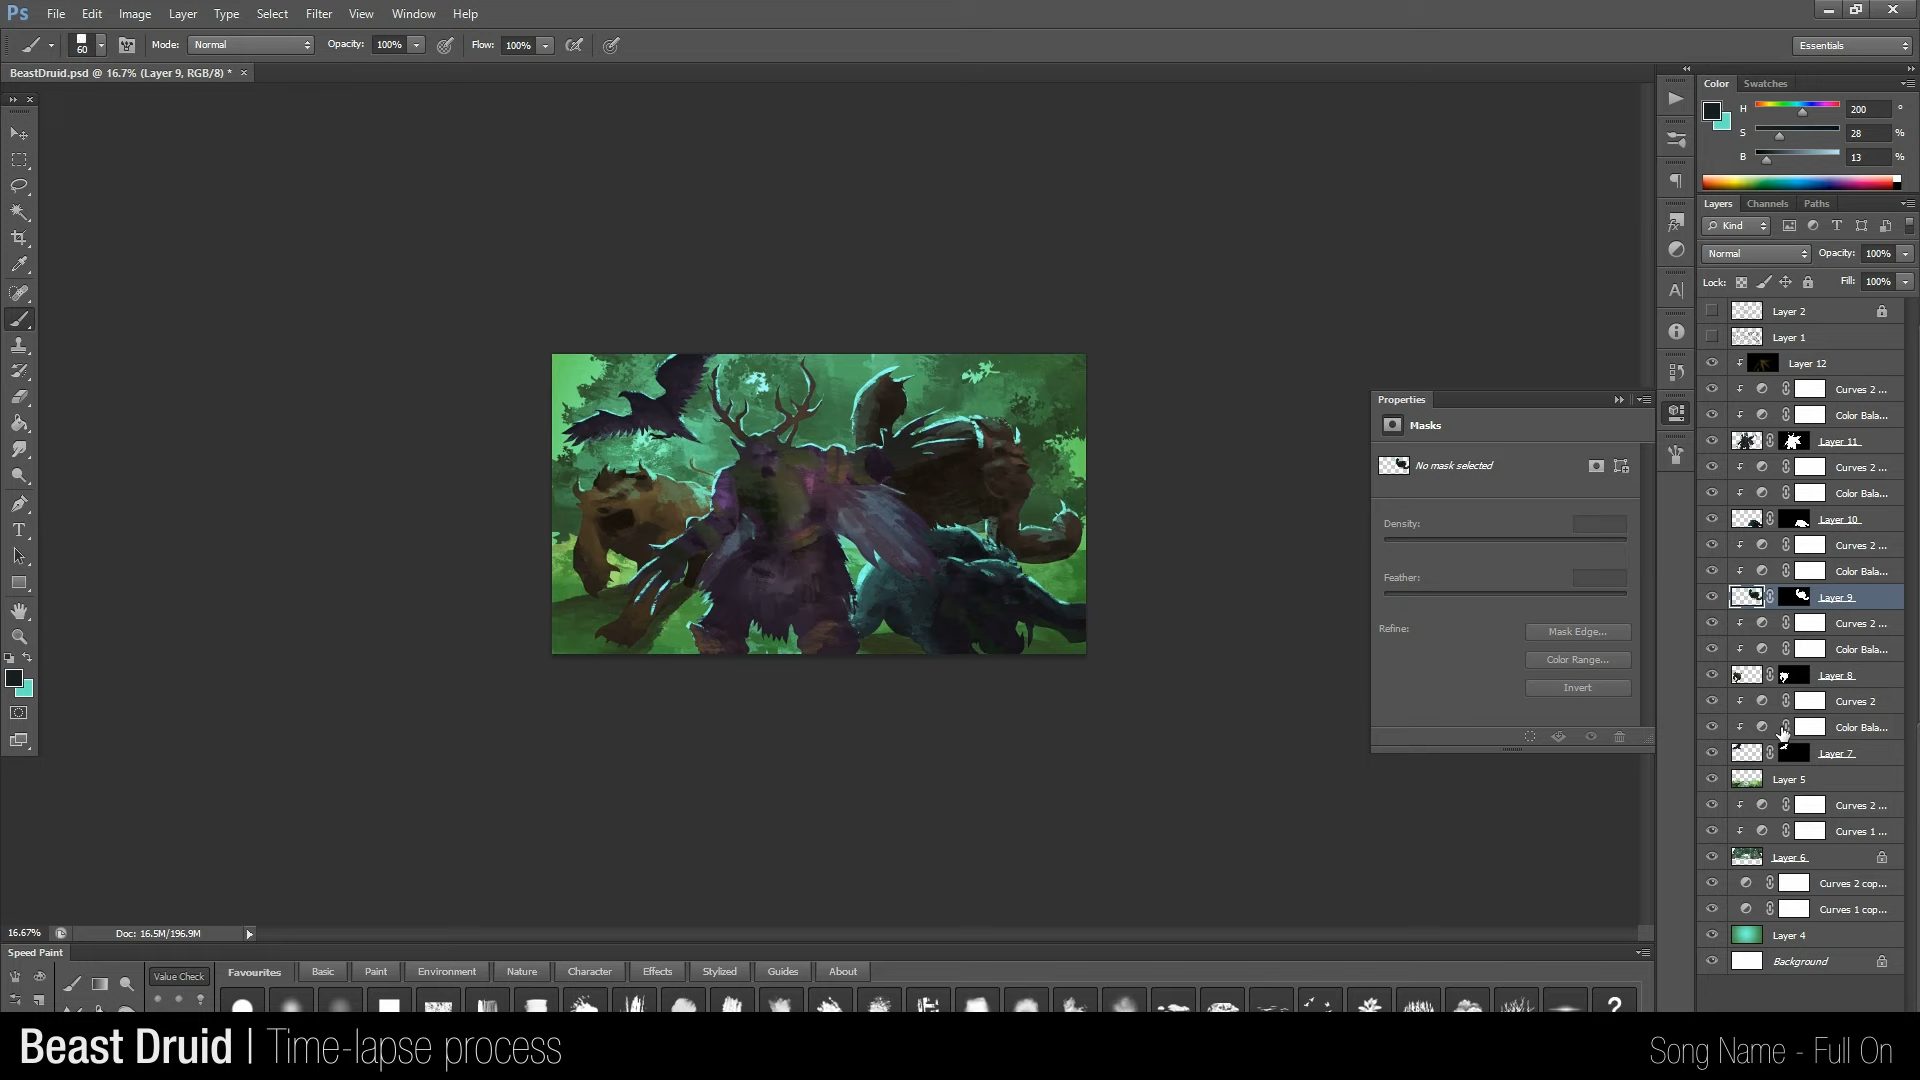 Ps File Edit Image Layer Type Select Filter Analysis View Window Help
60 Mode: Normal Opacity: 100% Flow: 100% Essentials
BeastDruid.psd @ 16.7% (Layer 9, RGB/8) * ×
Color Swatches
H 200 °
S 28 %
B 13 %
Layers Channels Paths
Kind
Normal Opacity: 100%
Lock: Fill: 100%
Layer 2
Layer 1
Layer 12
Curves 2 ...
Color Bala...
Layer 11
Curves 2 ...
Color Bala...
Layer 10
Curves 2 ...
Color Bala...
Layer 9
Curves 2 ...
Color Bala...
Layer 8
Curves 2
Color Bala...
Layer 7
Layer 5
Curves 2 ...
Curves 1 ...
Layer 6
Curves 2 cop...
Curves 1 cop...
Layer 4
Background
Properties
Masks
No mask selected
Density:
Feather:
Refine: Mask Edge...
Color Range...
Invert
16.67% Doc: 16.5M/196.9M
Speed Paint
Value Check Favourites Basic Paint Environment Nature Character Effects Stylized Guides About
?
Beast Druid | Time-lapse process
Song Name - Full On